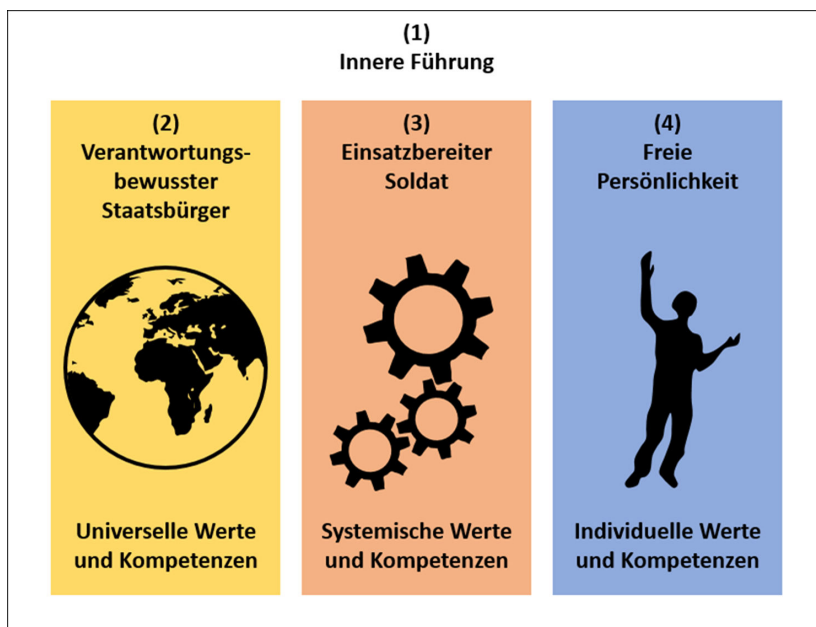 (1)
Innere Führung
(2)
Verantwortungs-
bewusster
Staatsbürger
Universelle Werte
und Kompetenzen
(3)
Einsatzbereiter
Soldat
Systemische Werte
und Kompetenzen
(4)
Freie
Persönlichkeit
Individuelle Werte
und Kompetenzen